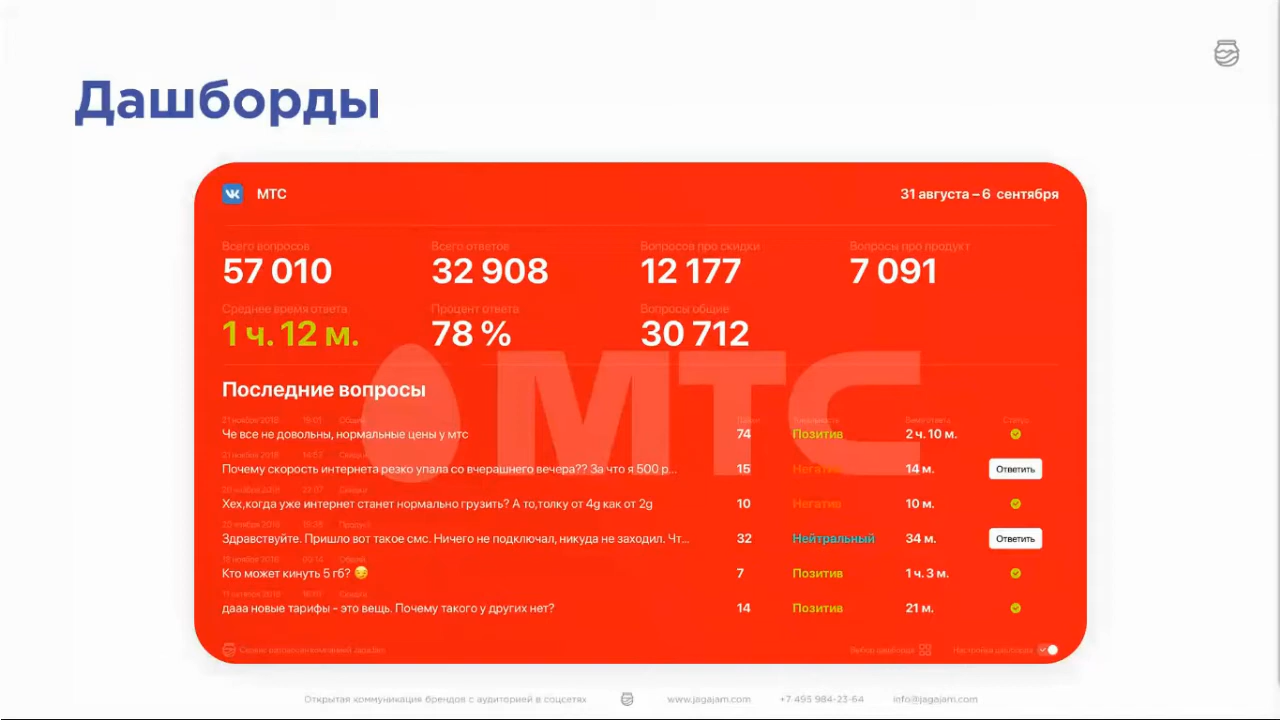 Дашборды
МТС
31 августа – 6 сентября
Всего вопросов
Всего ответов
Вопросов про скидки
Вопросы про продукт
57 010
32 908
12 177
7 091
Среднее время ответа
Процент ответа
Вопросы общие
1 ч. 12 м.
78 %
30 712
МТС
Последние вопросы
Че все не довольны, нормальные цены у мтс 74 Позитив 2 ч. 10 м.
Почему скорость интернета резко упала со вчерашнего вечера?? За что я 500 р... 15 Негатив 14 м. Ответить
Хех,когда уже интернет станет нормально грузить? А то,толку от 4g как от 2g 10 Негатив 10 м.
Здравствуйте. Пришло вот такое смс. Ничего не подключал, никуда не заходил. Чт... 32 Нейтральный 34 м. Ответить
Кто может кинуть 5 гб? 😏 7 Позитив 1 ч. 3 м.
дааа новые тарифы - это вещь. Почему такого у других нет? 14 Позитив 21 м.
Выбор дашборда
Настройка дашборда
Открытая коммуникация брендов с аудиторией в соцсетях
www.jagajam.com
+7 495 984-23-64
info@jagajam.com